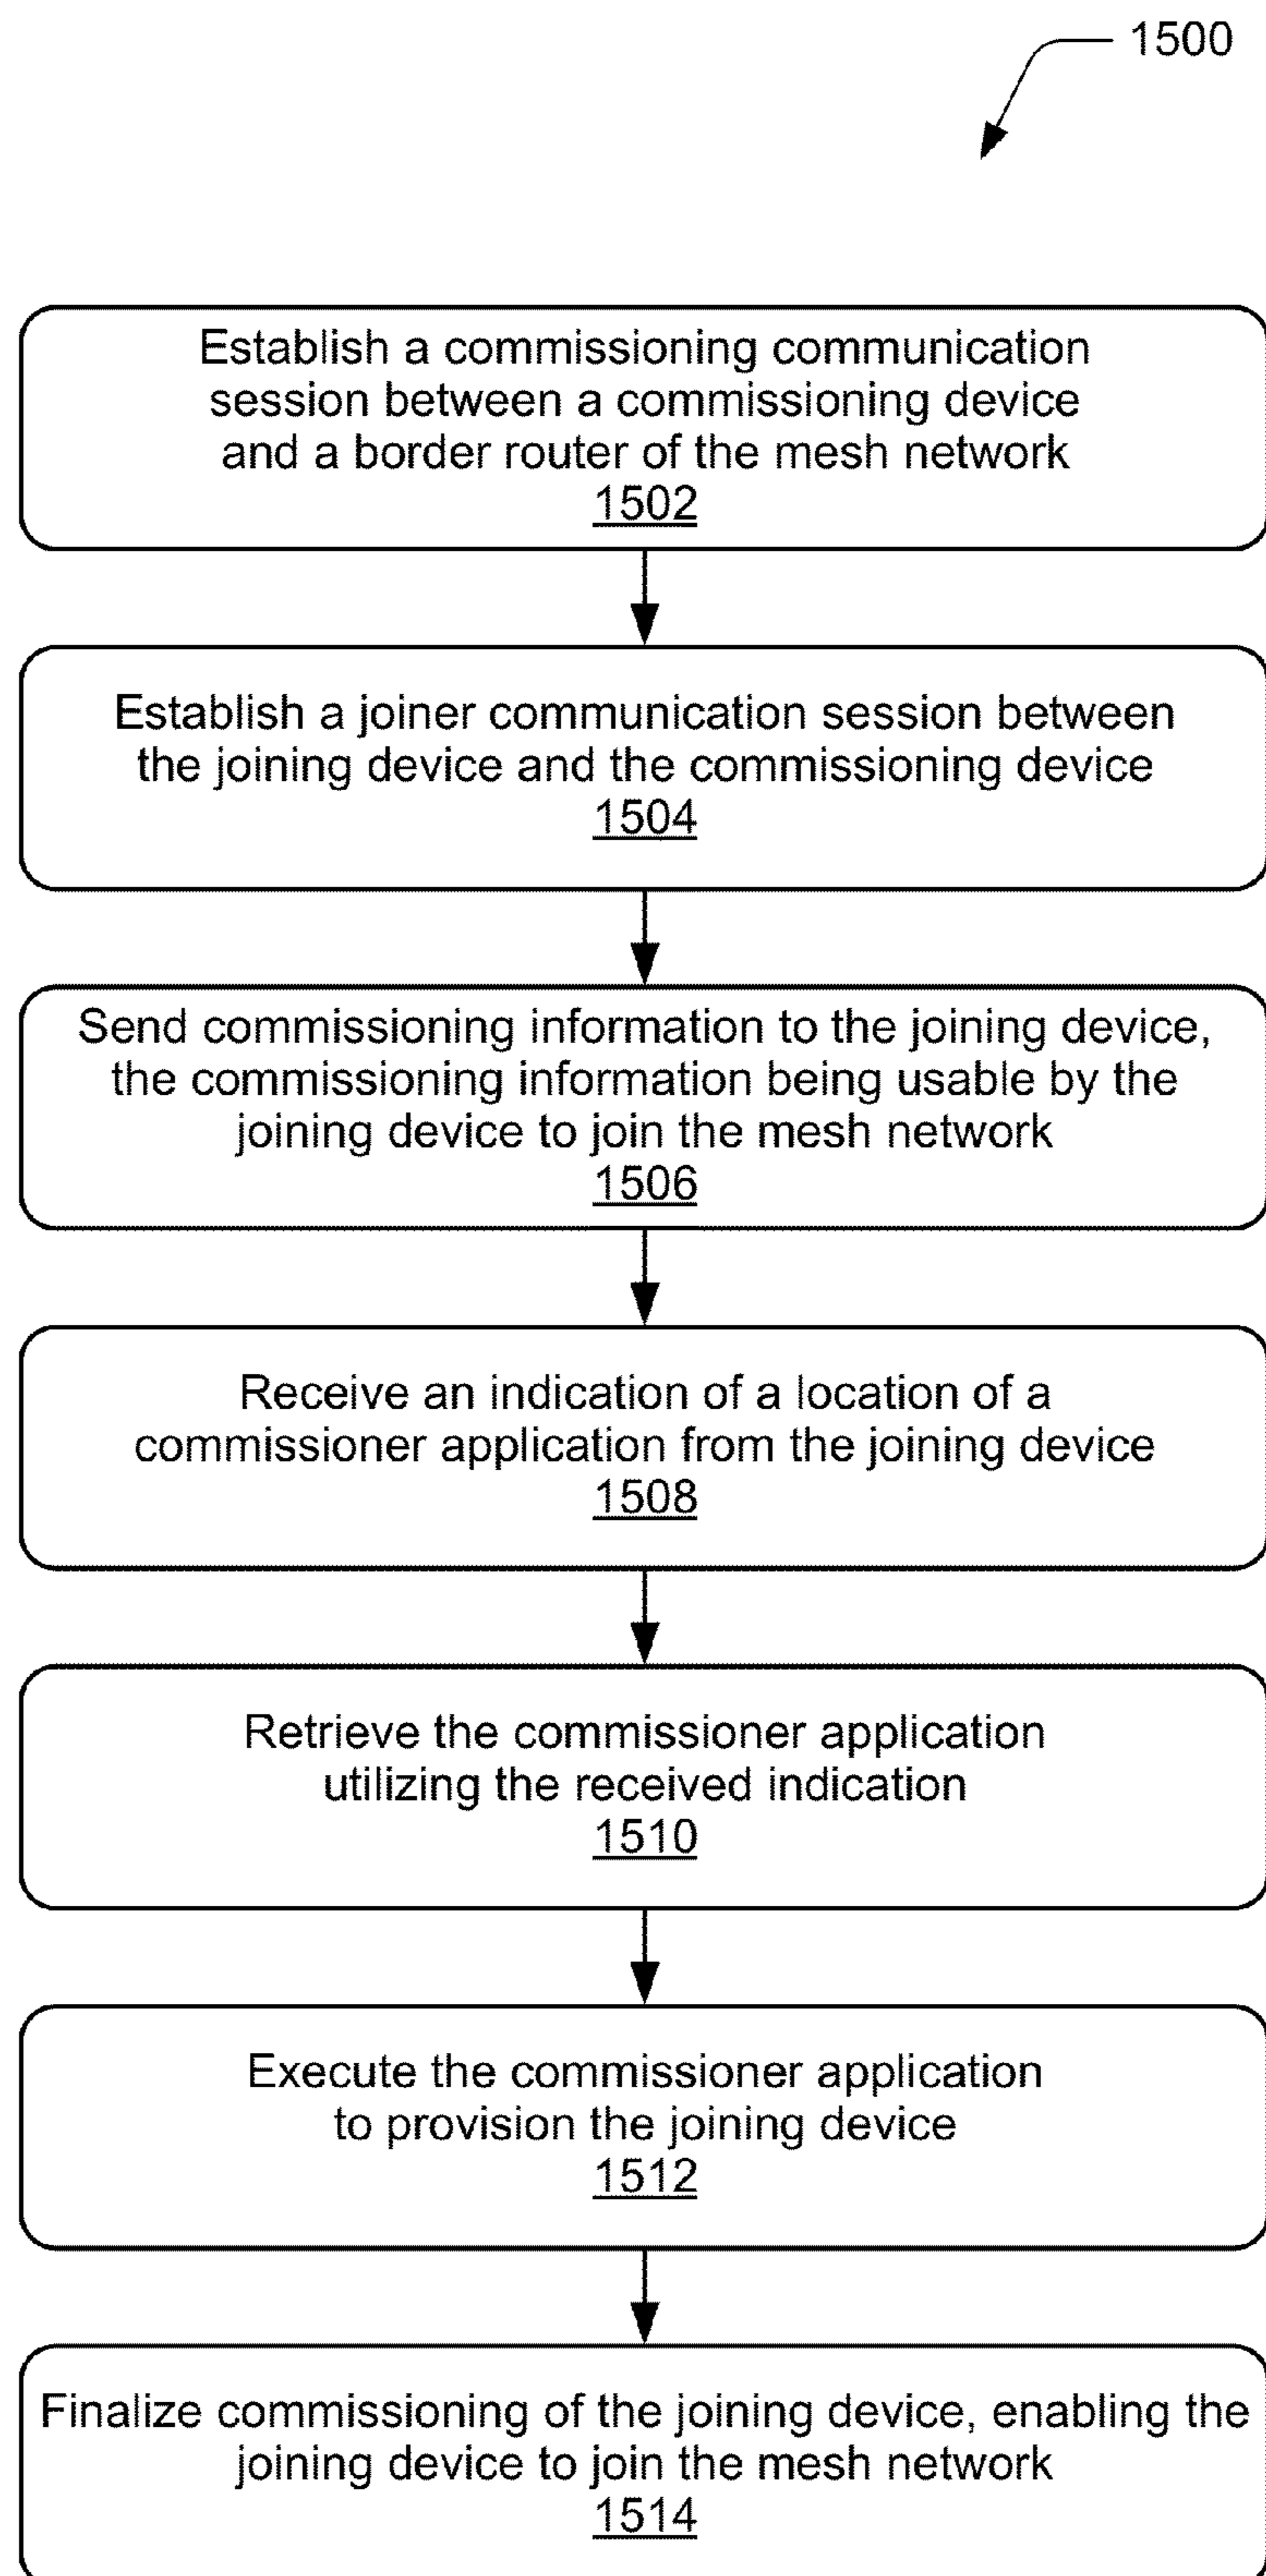 1500
Establish a commissioning communication
session between a commissioning device
and a border router of the mesh network
1502
Establish a joiner communication session between
the joining device and the commissioning device
1504
Send commissioning information to the joining device,
the commissioning information being usable by the
joining device to join the mesh network
1506
Receive an indication of a location of a
commissioner application from the joining device
1508
Retrieve the commissioner application
utilizing the received indication
1510
Execute the commissioner application
to provision the joining device
1512
Finalize commissioning of the joining device, enabling the
joining device to join the mesh network
1514